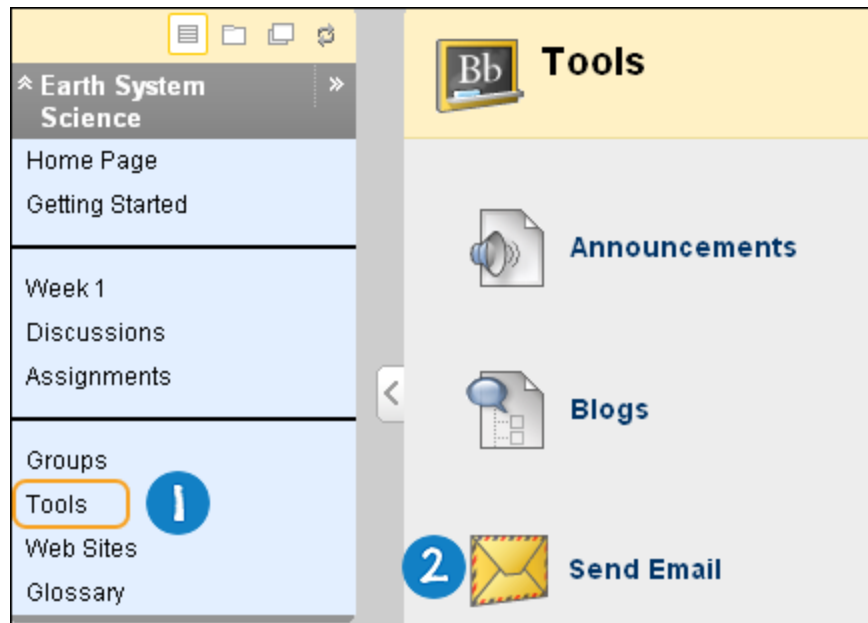 Earth System
Science
Home Page
Getting Started
Week 1
Discussions
Assignments
Groups
Tools
1
Web Sites
Glossary
Bb
Tools
Announcements
Blogs
2
Send Email